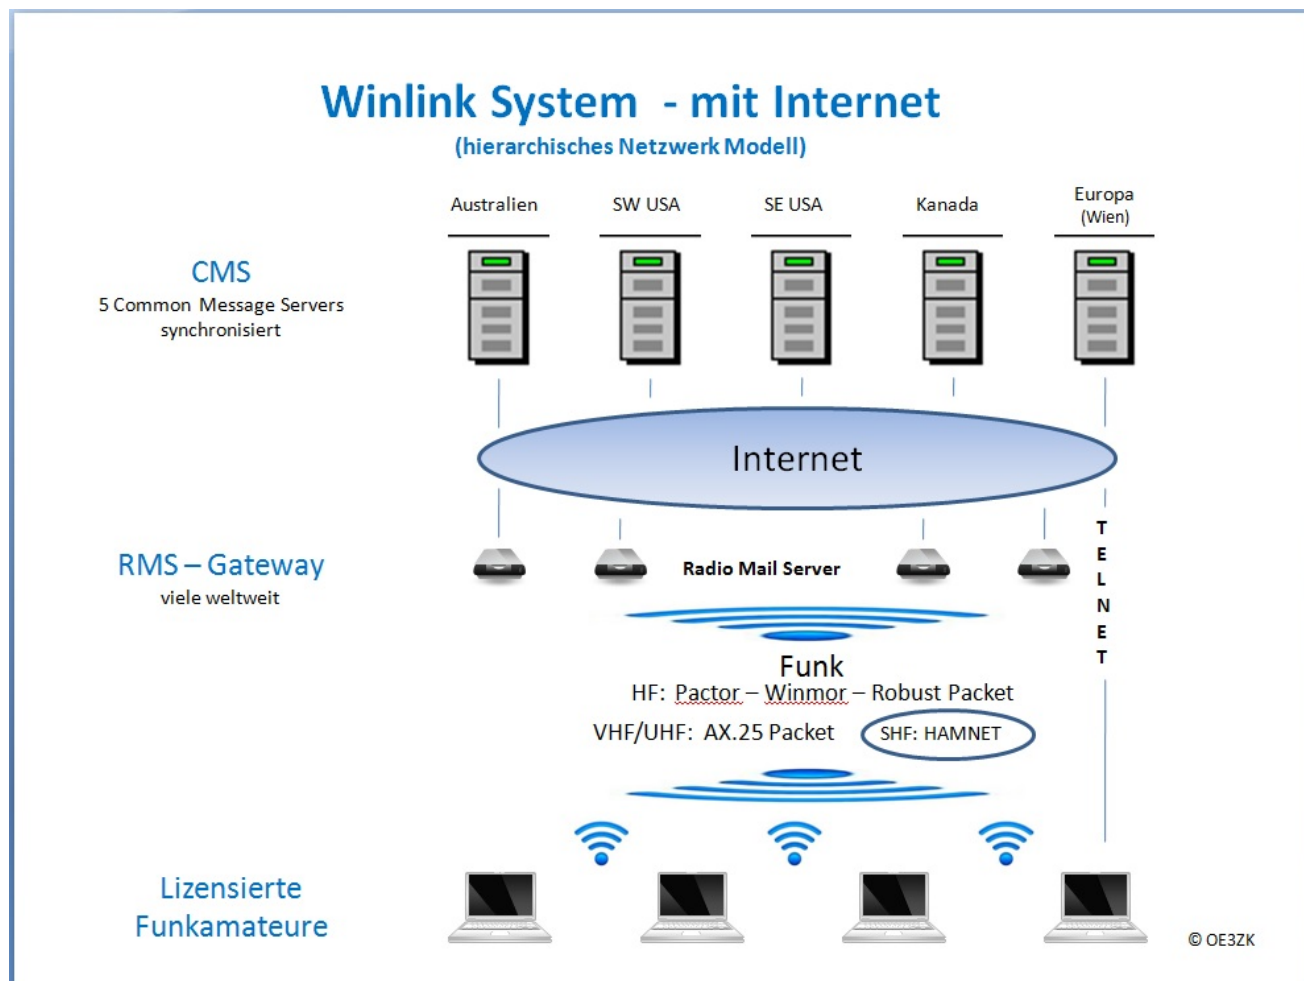 Winlink System - mit Internet
(hierarchisches Netzwerk Modell)
Australien
SW USA
SE USA
Kanada
Europa
(Wien)
CMS
5 Common Message Servers
synchronisiert
Internet
RMS – Gateway
viele weltweit
Radio Mail Server
TELNET
Funk
HF: Pactor – Winmor – Robust Packet
VHF/UHF: AX.25 Packet
SHF: HAMNET
Lizensierte
Funkamateure
© OE3ZK